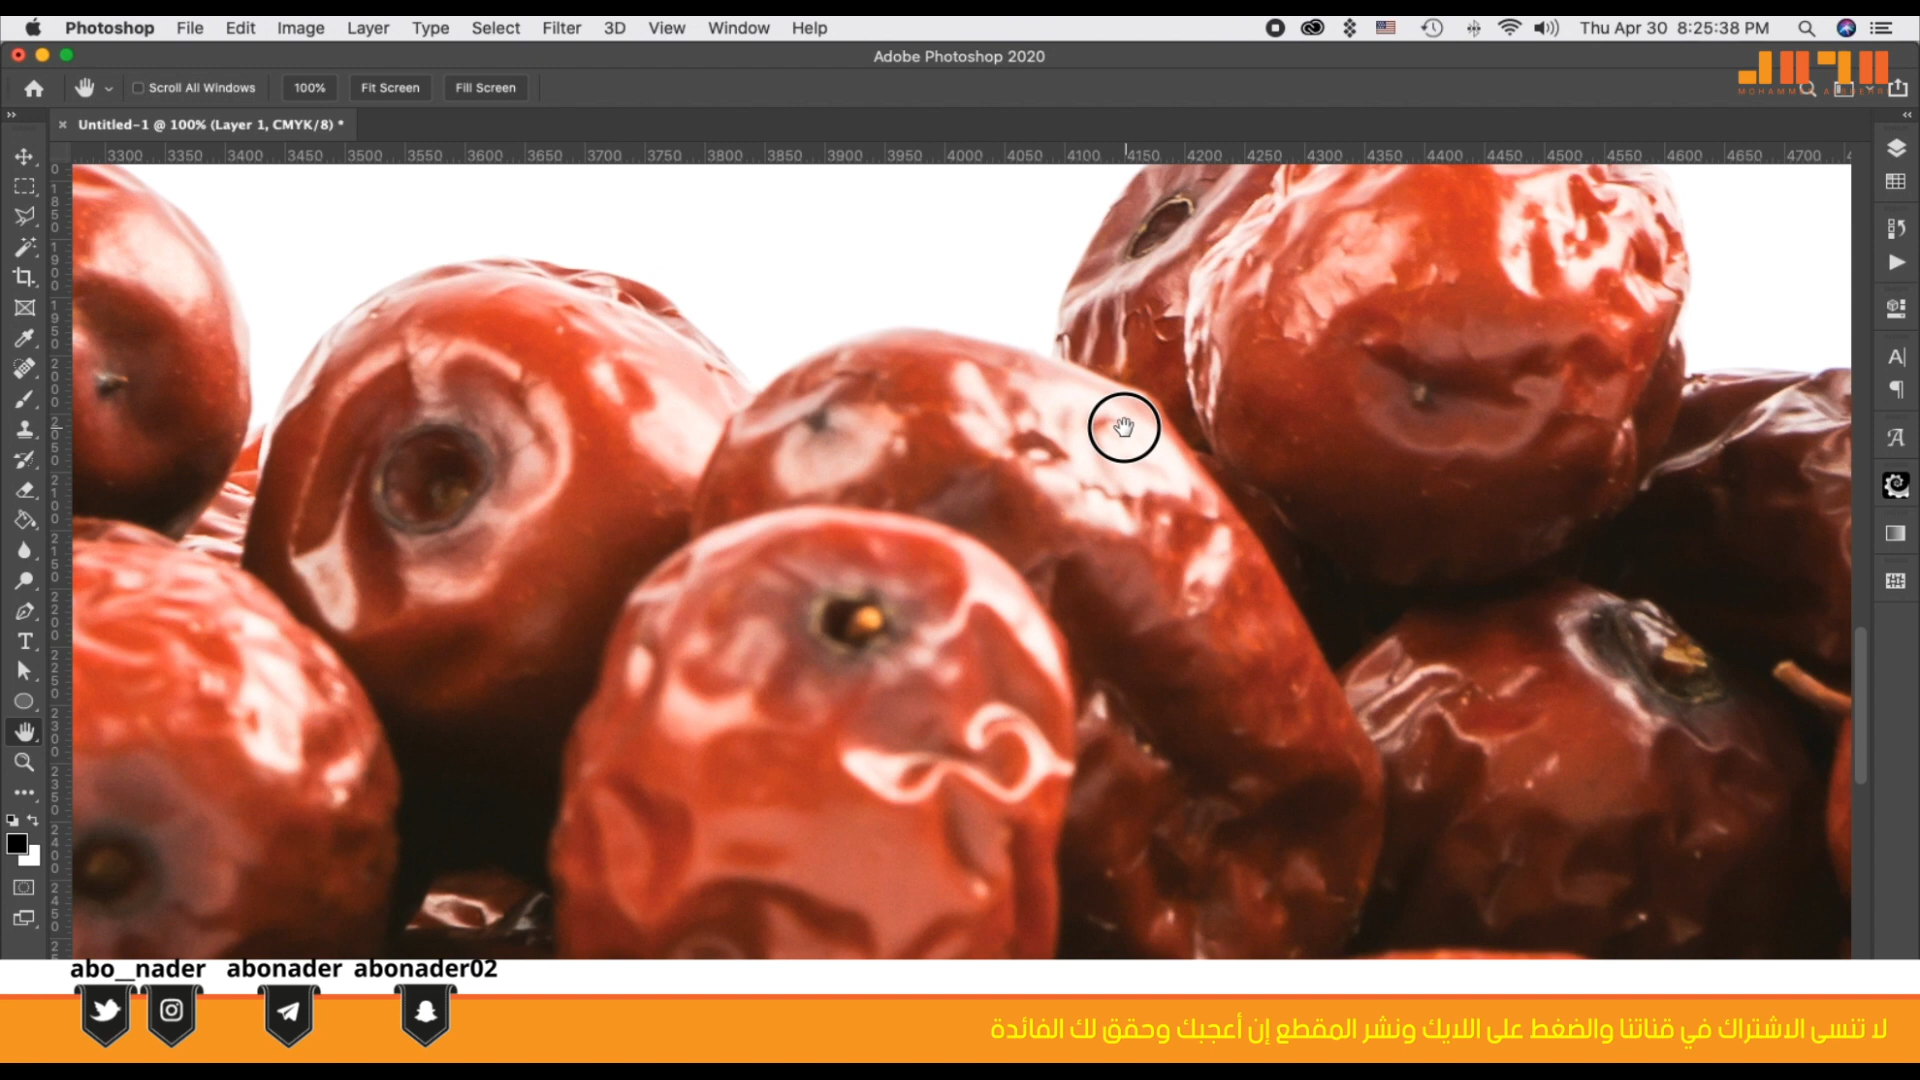 Photoshop File Edit Image Layer Type Select Filter 3D View Window Help Thu Apr 30 8:25:38 PM
Adobe Photoshop 2020
Scroll All Windows 100% Fit Screen Fill Screen
Untitled-1 @ 100% (Layer 1, CMYK/8) *
3300 3350 3400 3450 3500 3550 3600 3650 3700 3750 3800 3850 3900 3950 4000 4050 4100 4150 4200 4250 4300 4350 4400 4450 4500 4550 4600 4650 4700
abo__nader abonader abonader02
لا تنسى الاشتراك في قناتنا والضغط على اللايك ونشر المقطع إن أعجبك وحقق لك الفائدة